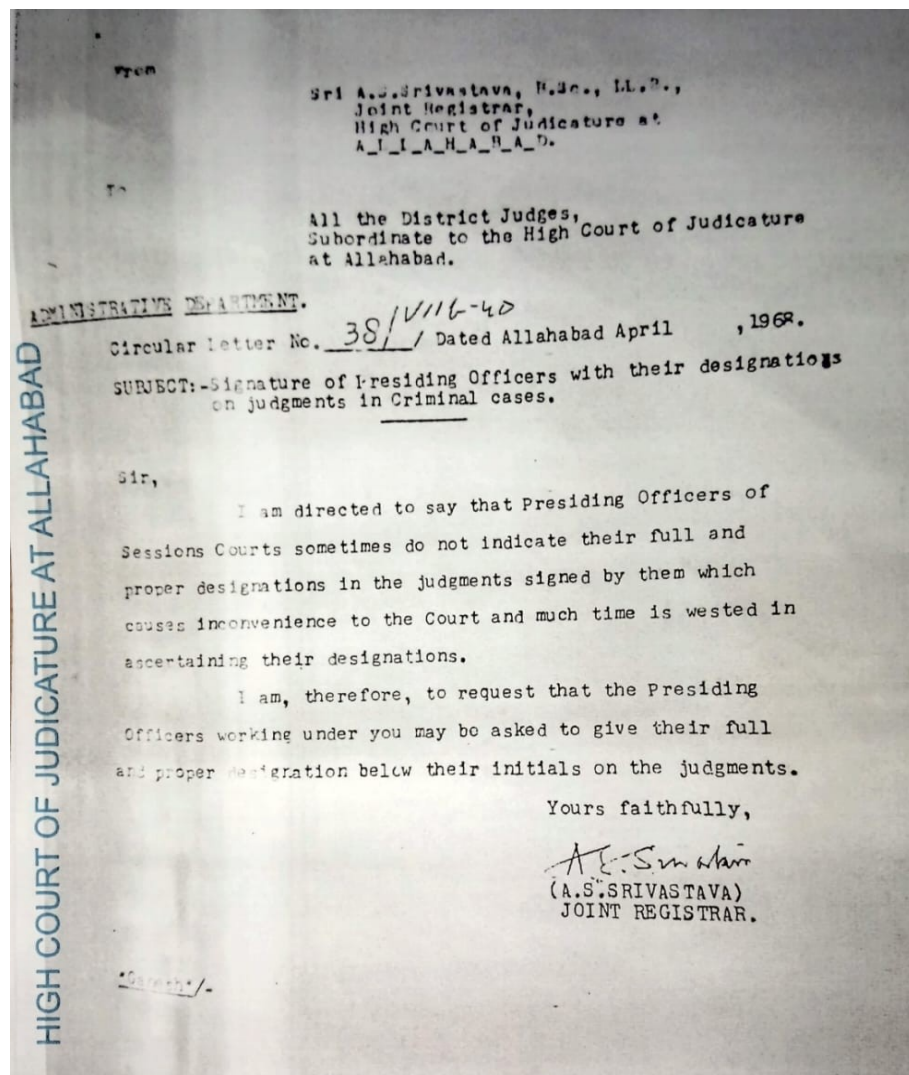 From
Sri A.S.Srivastava, B.Sc., LL.B.,
Joint Registrar,
High Court of Judicature at
A_L_L_A_H_A_B_A_D.
To
All the District Judges,
Subordinate to the High Court of Judicature
at Allahabad.
ADMINISTRATIVE DEPARTMENT.
Circular Letter No. 38/VIIb-40/ Dated Allahabad April , 1968.
SUBJECT:-Signature of Presiding Officers with their designations
on judgments in Criminal cases.
Sir,
I am directed to say that Presiding Officers of
Sessions Courts sometimes do not indicate their full and
proper designations in the judgments signed by them which
causes inconvenience to the Court and much time is wested in
ascertaining their designations.
I am, therefore, to request that the Presiding
Officers working under you may be asked to give their full
and proper designation below their initials on the judgments.
Yours faithfully,
(A.S.SRIVASTAVA)
JOINT REGISTRAR.
HIGH COURT OF JUDICATURE AT ALLAHABAD